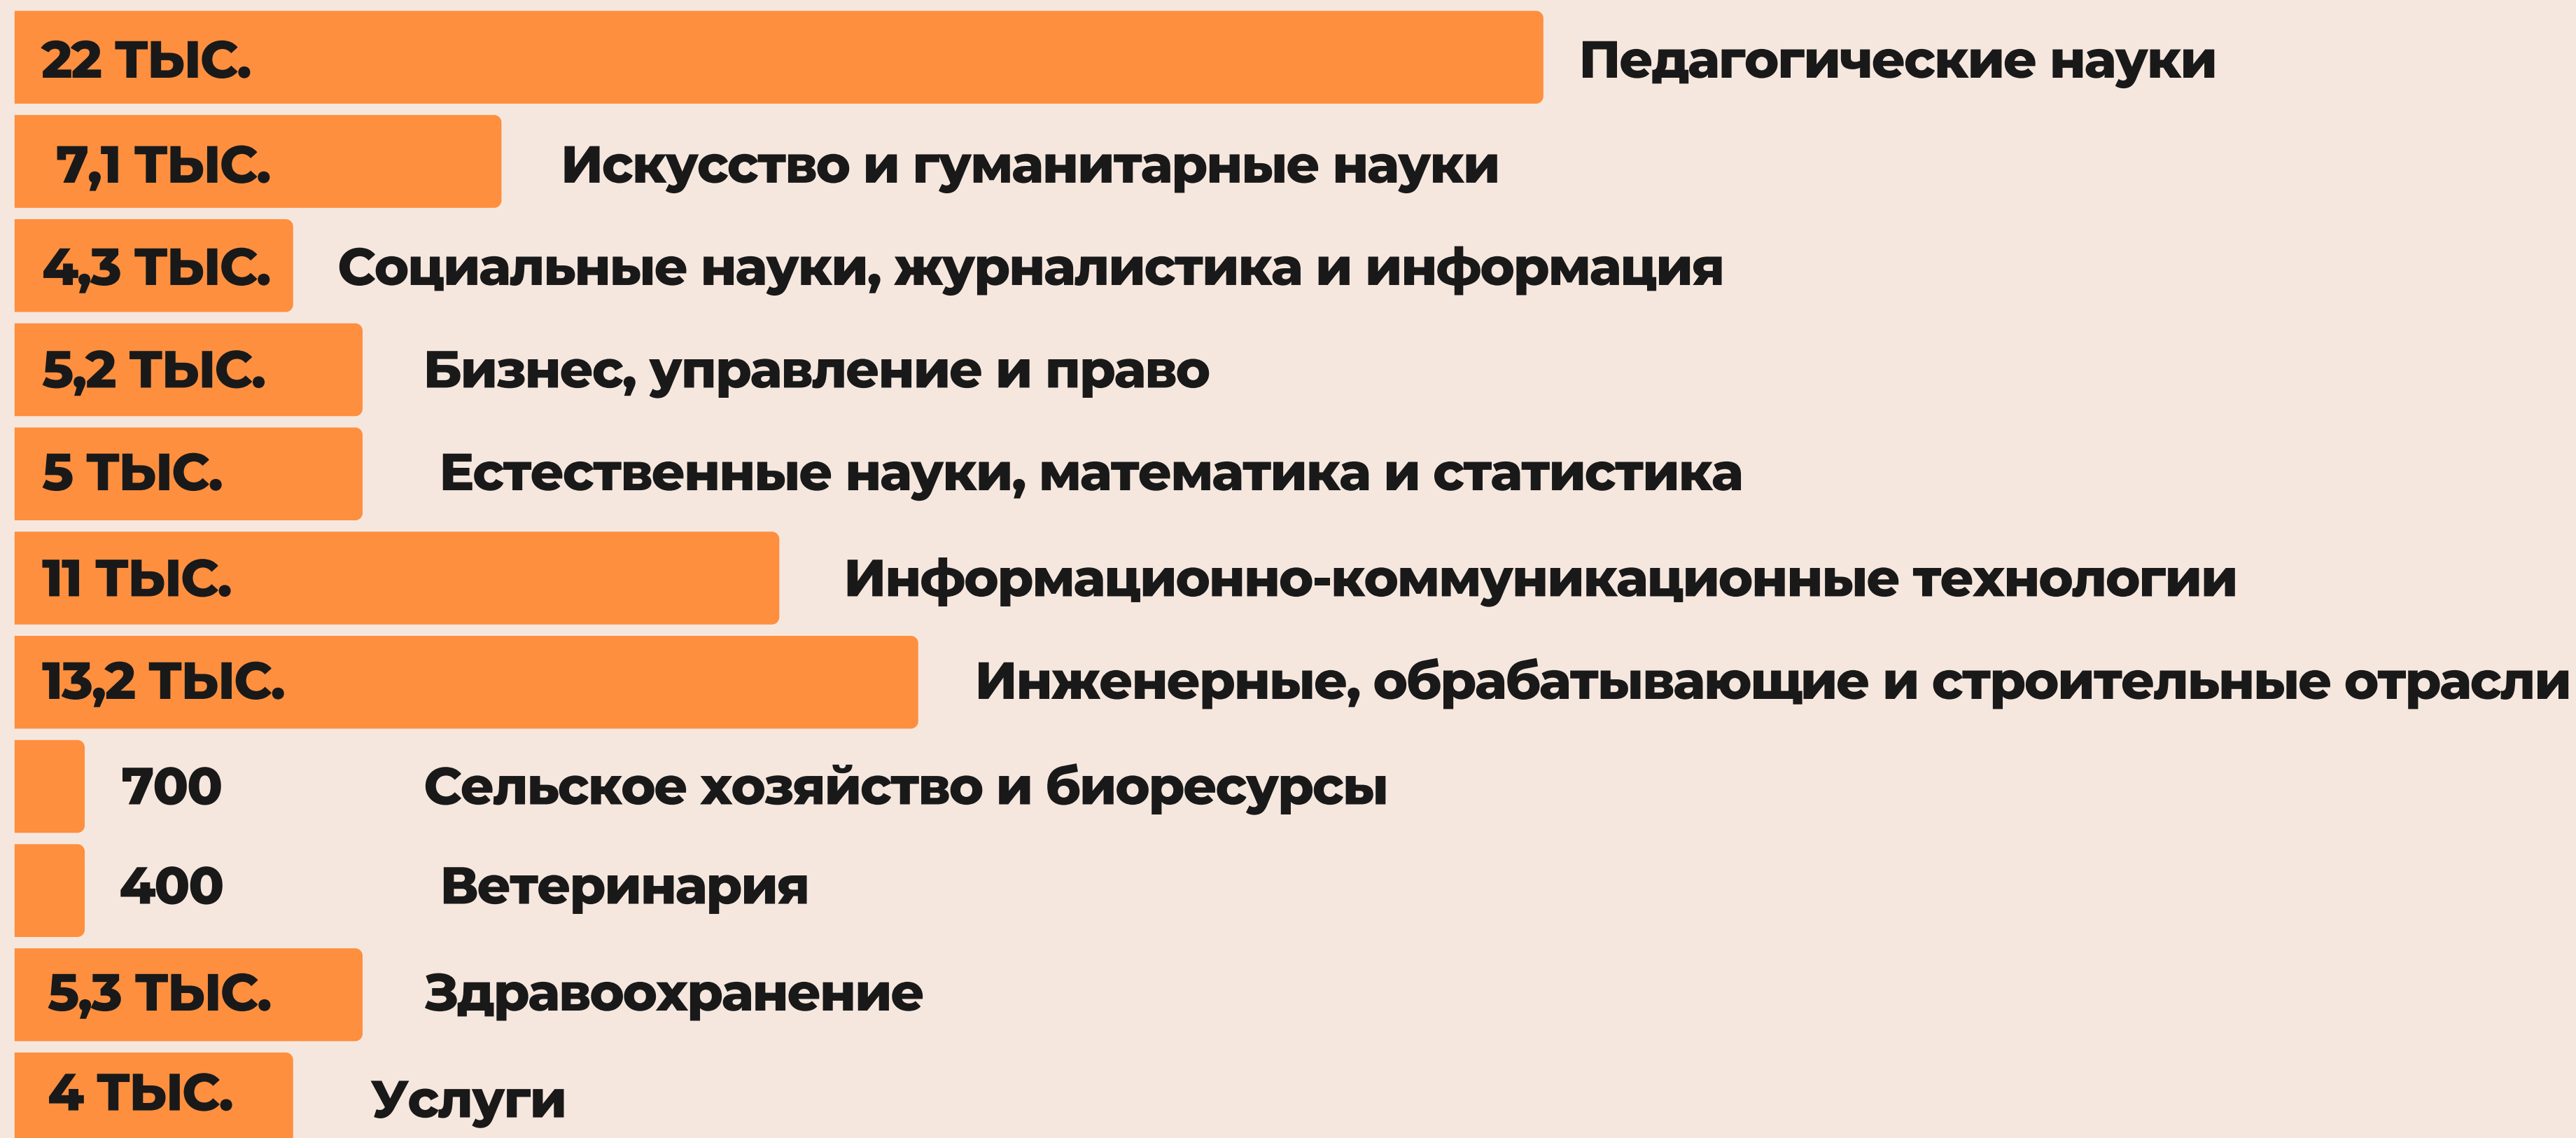 22 ТЫС. Педагогические науки
7,1 ТЫС. Искусство и гуманитарные науки
4,3 ТЫС. Социальные науки, журналистика и информация
5,2 ТЫС. Бизнес, управление и право
5 ТЫС. Естественные науки, математика и статистика
11 ТЫС. Информационно-коммуникационные технологии
13,2 ТЫС. Инженерные, обрабатывающие и строительные отрасли
700 Сельское хозяйство и биоресурсы
400 Ветеринария
5,3 ТЫС. Здравоохранение
4 ТЫС. Услуги